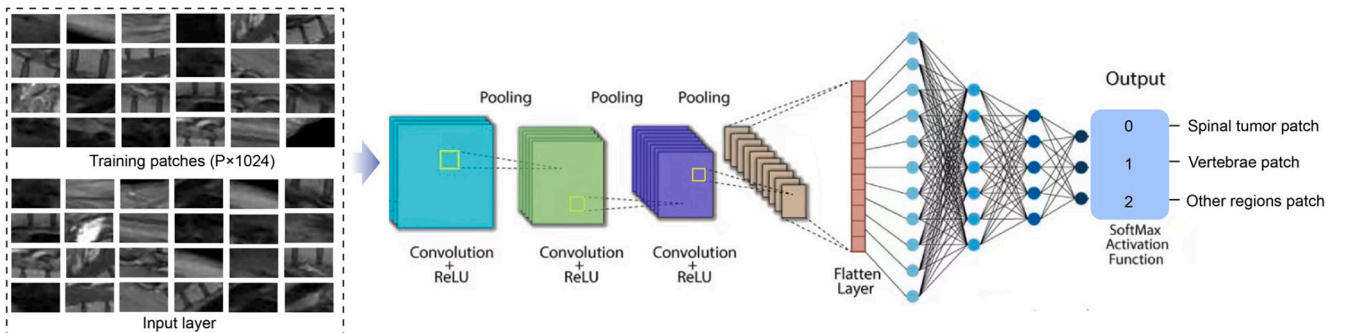 Training patches (P×1024)
Input layer
Pooling
Pooling
Pooling
Convolution
+
ReLU
Convolution
+
ReLU
Convolution
+
ReLU
Flatten
Layer
Output
0
Spinal tumor patch
1
Vertebrae patch
2
Other regions patch
SoftMax
Activation
Function